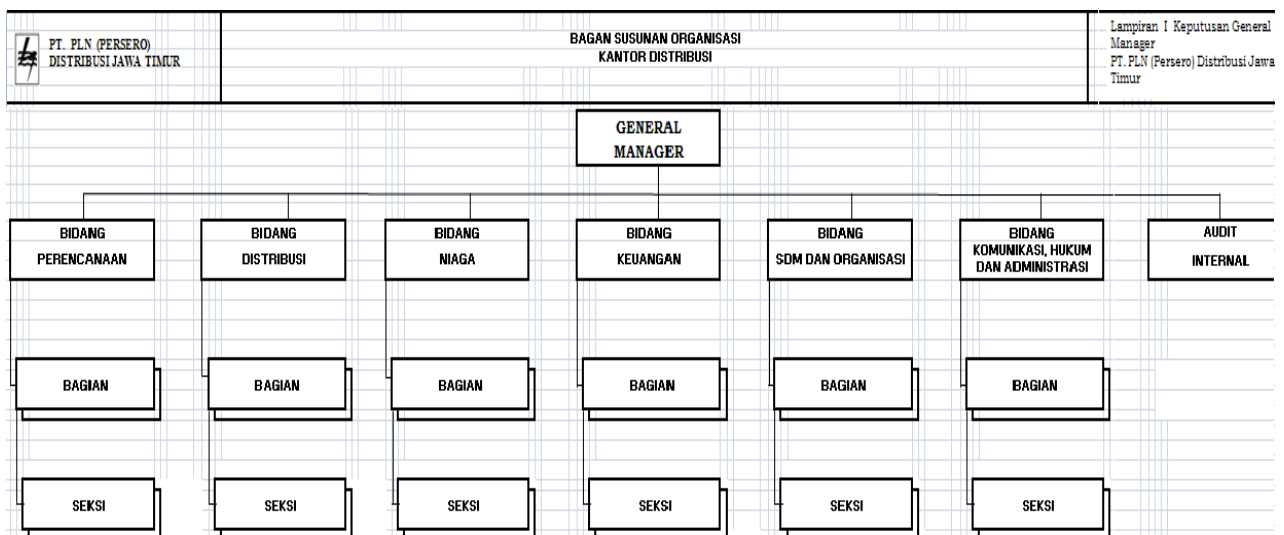 PT. PLN (PERSERO)
DISTRIBUSI JAWA TIMUR
BAGAN SUSUNAN ORGANISASI
KANTOR DISTRIBUSI
Lampiran I Keputusan General
Manager
PT. PLN (Persero) Distribusi Jawa
Timur
GENERAL
MANAGER
BIDANG
PERENCANAAN
BIDANG
DISTRIBUSI
BIDANG
NIAGA
BIDANG
KEUANGAN
BIDANG
SDM DAN ORGANISASI
BIDANG
KOMUNIKASI, HUKUM
DAN ADMINISTRASI
AUDIT
INTERNAL
BAGIAN
BAGIAN
BAGIAN
BAGIAN
BAGIAN
BAGIAN
SEKSI
SEKSI
SEKSI
SEKSI
SEKSI
SEKSI